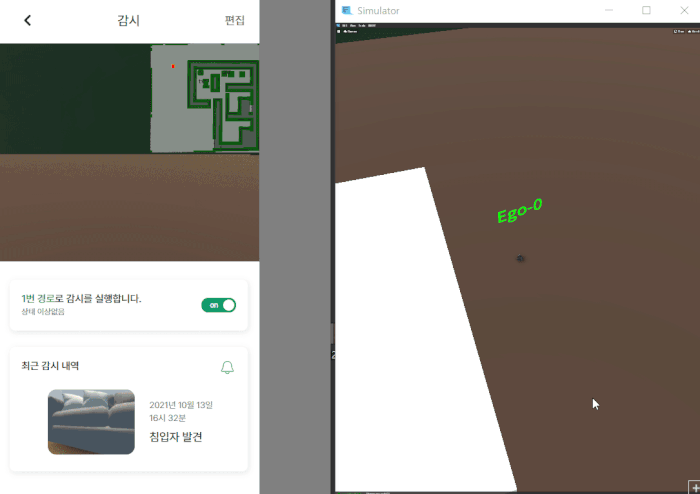 감시
편집
1번 경로로 감시를 실행합니다.
on
상태 이상없음
최근 감시 내역
2021년 10월 13일
16시 32분
침입자 발견
Simulator
Ego-0